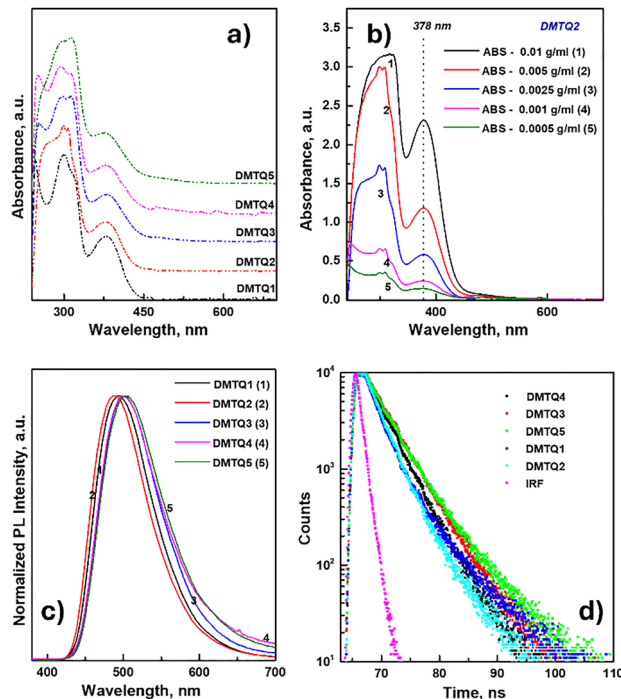 a)
Absorbance, a.u.
DMTQ5
DMTQ4
DMTQ3
DMTQ2
DMTQ1
300 450 600
Wavelength, nm
b)
378 nm
DMTQ2
ABS - 0.01 g/ml (1)
ABS - 0.005 g/ml (2)
ABS - 0.0025 g/ml (3)
ABS - 0.001 g/ml (4)
ABS - 0.0005 g/ml (5)
1
2
3
4
5
Absorbance, a.u.
3.5
3.0
2.5
2.0
1.5
1.0
0.5
0.0
400 600
Wavelength, nm
Normalized PL Intensity, a.u.
DMTQ1 (1)
DMTQ2 (2)
DMTQ3 (3)
DMTQ4 (4)
DMTQ5 (5)
1
2
5
3
4
c)
400 500 600 700
Wavelength, nm
Counts
10⁴
10³
10²
10¹
DMTQ4
DMTQ3
DMTQ5
DMTQ1
DMTQ2
IRF
d)
70 80 90 100 110
Time, ns